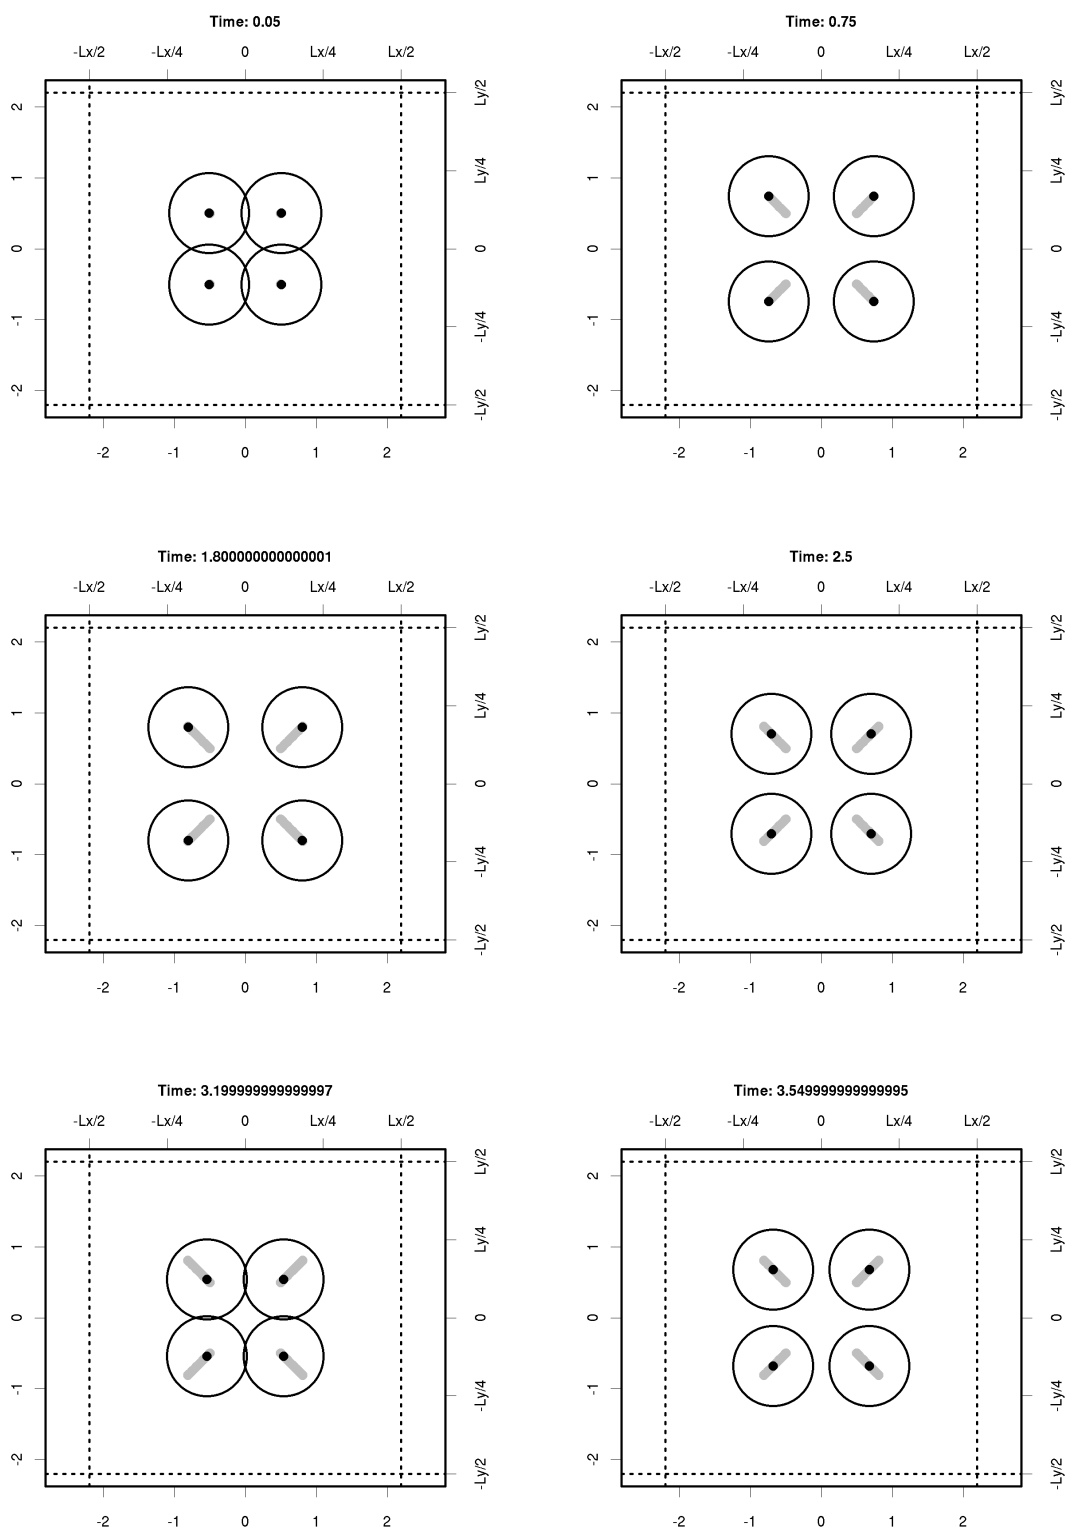 Time: 0.05
-Lx/2 -Lx/4 0 Lx/4 Lx/2
2 1 0 -1 -2
Ly/2 Ly/4 0 -Ly/4 -Ly/2
-2 -1 0 1 2
Time: 0.75
-Lx/2 -Lx/4 0 Lx/4 Lx/2
2 1 0 -1 -2
Ly/2 Ly/4 0 -Ly/4 -Ly/2
-2 -1 0 1 2
Time: 1.800000000000001
-Lx/2 -Lx/4 0 Lx/4 Lx/2
2 1 0 -1 -2
Ly/2 Ly/4 0 -Ly/4 -Ly/2
-2 -1 0 1 2
Time: 2.5
-Lx/2 -Lx/4 0 Lx/4 Lx/2
2 1 0 -1 -2
Ly/2 Ly/4 0 -Ly/4 -Ly/2
-2 -1 0 1 2
Time: 3.199999999999997
-Lx/2 -Lx/4 0 Lx/4 Lx/2
2 1 0 -1 -2
Ly/2 Ly/4 0 -Ly/4 -Ly/2
-2 -1 0 1 2
Time: 3.549999999999995
-Lx/2 -Lx/4 0 Lx/4 Lx/2
2 1 0 -1 -2
Ly/2 Ly/4 0 -Ly/4 -Ly/2
-2 -1 0 1 2